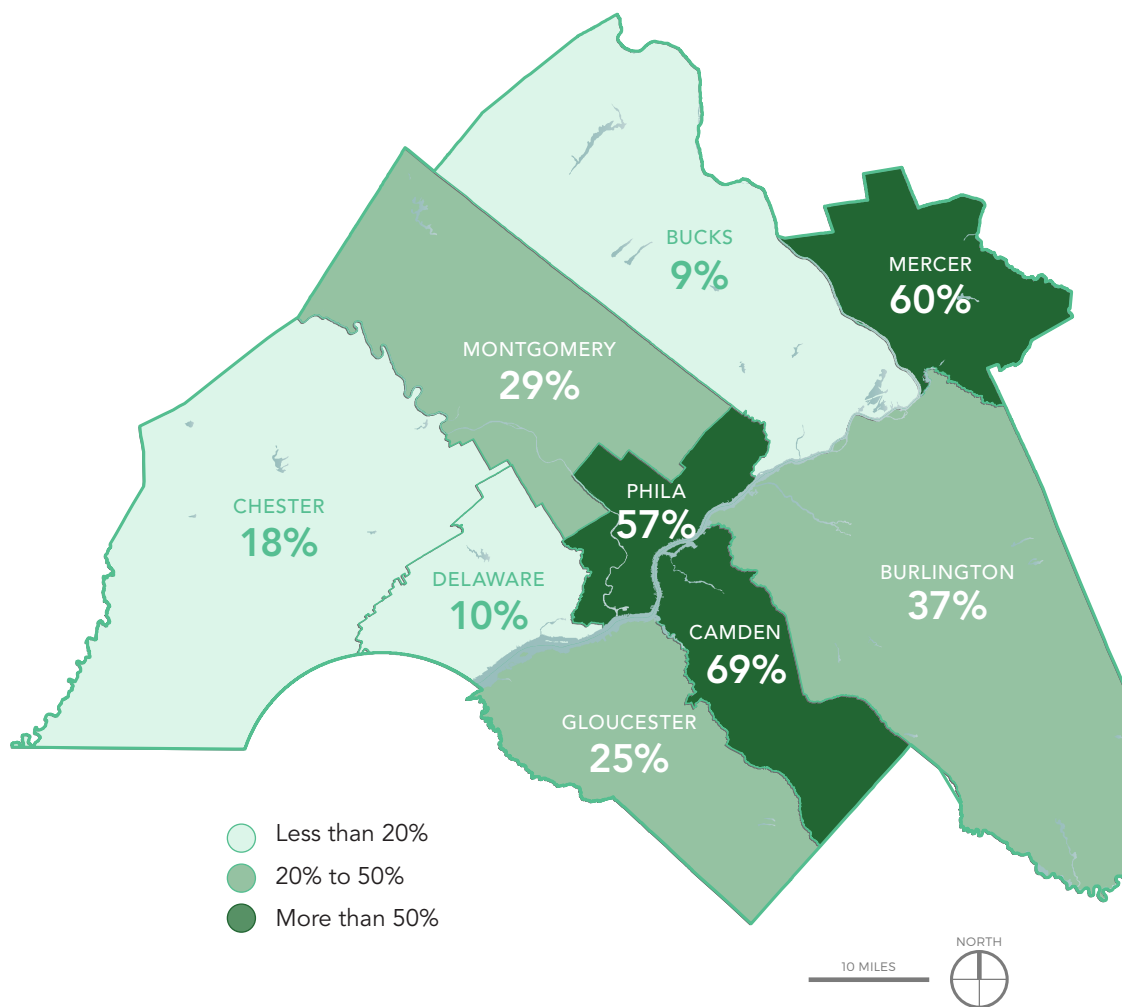 BUCKS
9%
MERCER
60%
MONTGOMERY
29%
PHILA
57%
CHESTER
18%
DELAWARE
10%
BURLINGTON
37%
CAMDEN
69%
GLOUCESTER
25%
Less than 20%
20% to 50%
More than 50%
10 MILES
NORTH